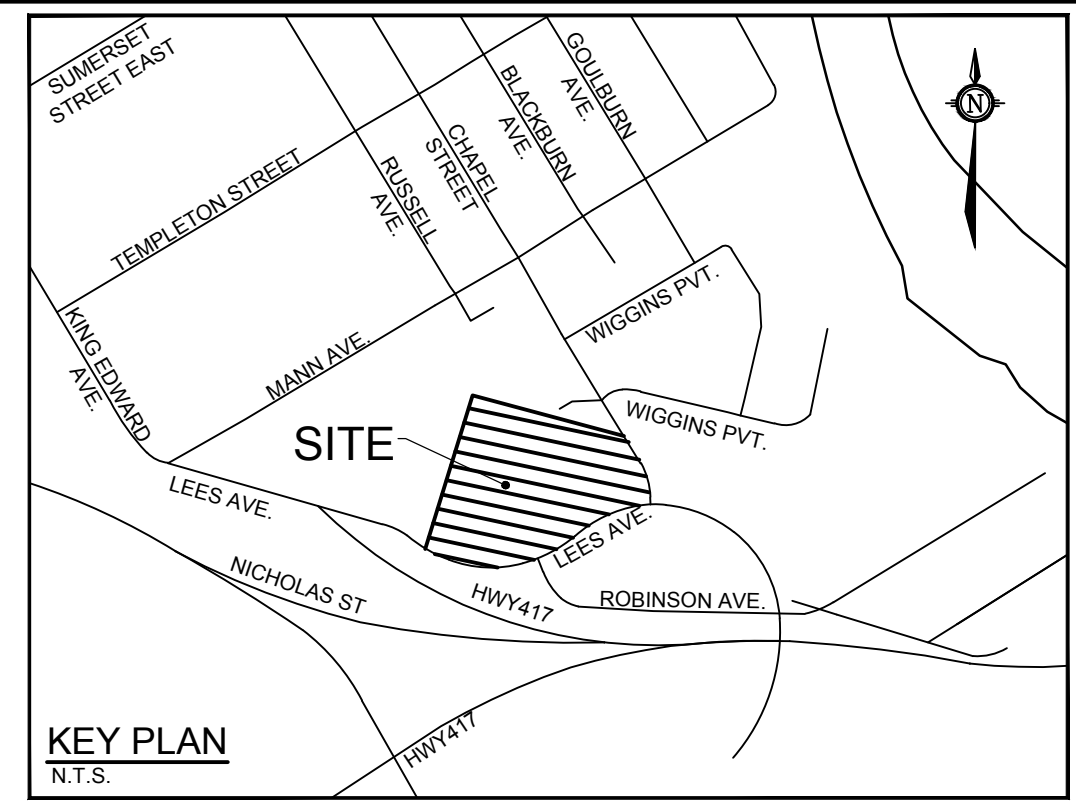 SUMERSET
STREET EAST
GOULBURN
AVE.
BLACKBURN
AVE.
CHAPEL
STREET
RUSSELL
AVE.
N
TEMPLETON STREET
WIGGINS PVT.
KING EDWARD
AVE.
MANN AVE.
WIGGINS PVT.
SITE
LEES AVE.
LEES AVE.
NICHOLAS ST
HWY417
ROBINSON AVE.
HWY417
KEY PLAN
N.T.S.